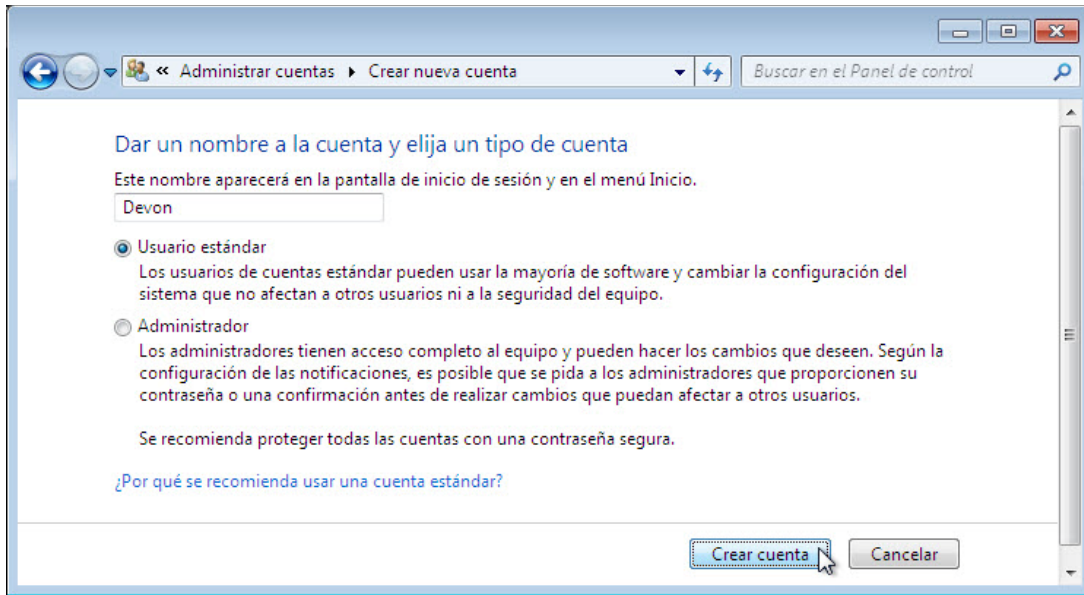 « Administrar cuentas ▸ Crear nueva cuenta
Buscar en el Panel de control
Dar un nombre a la cuenta y elija un tipo de cuenta
Este nombre aparecerá en la pantalla de inicio de sesión y en el menú Inicio.
Devon
Usuario estándar
Los usuarios de cuentas estándar pueden usar la mayoría de software y cambiar la configuración del
sistema que no afectan a otros usuarios ni a la seguridad del equipo.
Administrador
Los administradores tienen acceso completo al equipo y pueden hacer los cambios que deseen. Según la
configuración de las notificaciones, es posible que se pida a los administradores que proporcionen su
contraseña o una confirmación antes de realizar cambios que puedan afectar a otros usuarios.
Se recomienda proteger todas las cuentas con una contraseña segura.
¿Por qué se recomienda usar una cuenta estándar?
Crear cuenta
Cancelar